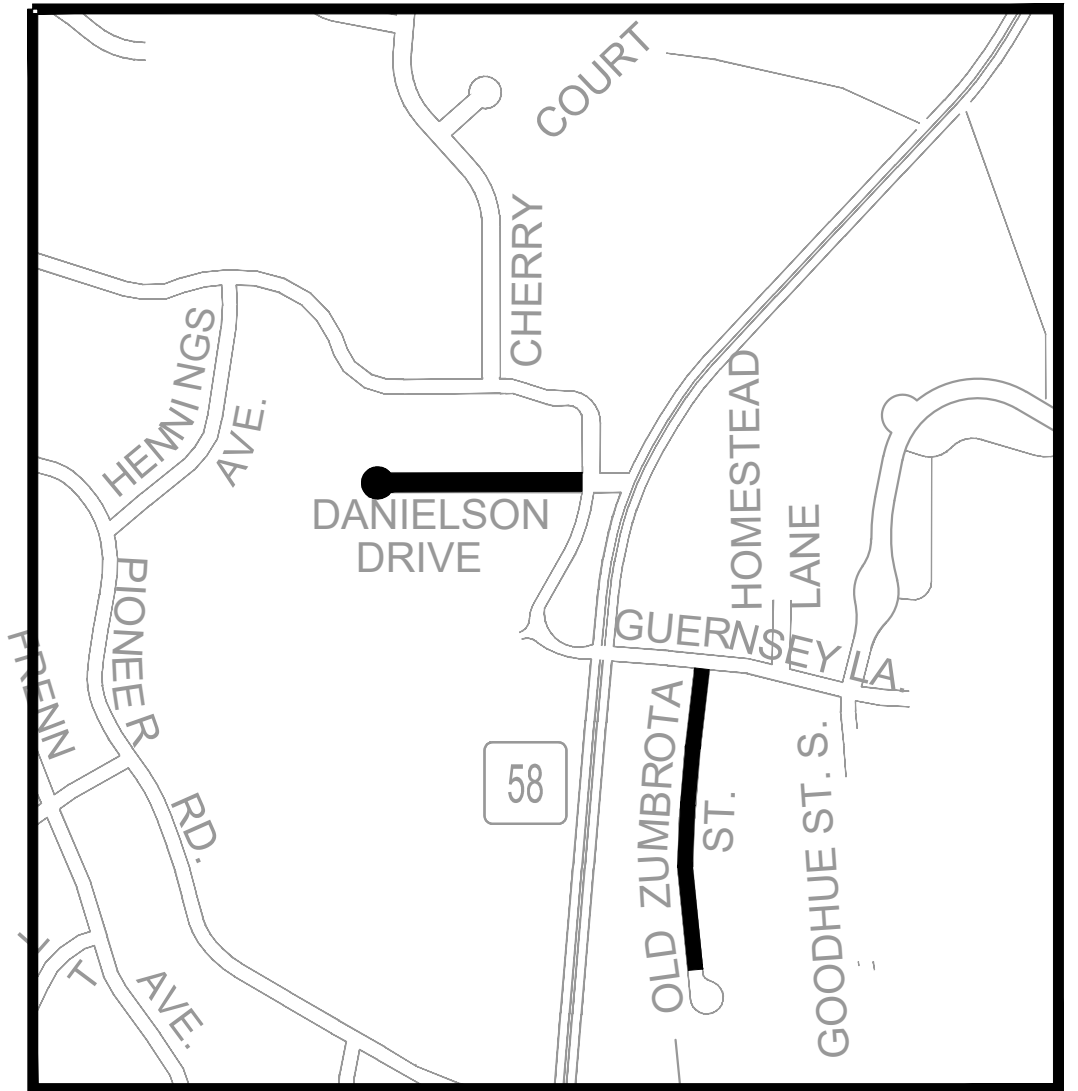 COURT
CHERRY
HENNINGS
AVE.
HOMESTEAD
LANE
DANIELSON
DRIVE
PIONEER
RD.
GUERNSEY LA.
OLD ZUMBROTA
ST.
GOODHUE ST. S.
58
AVE.